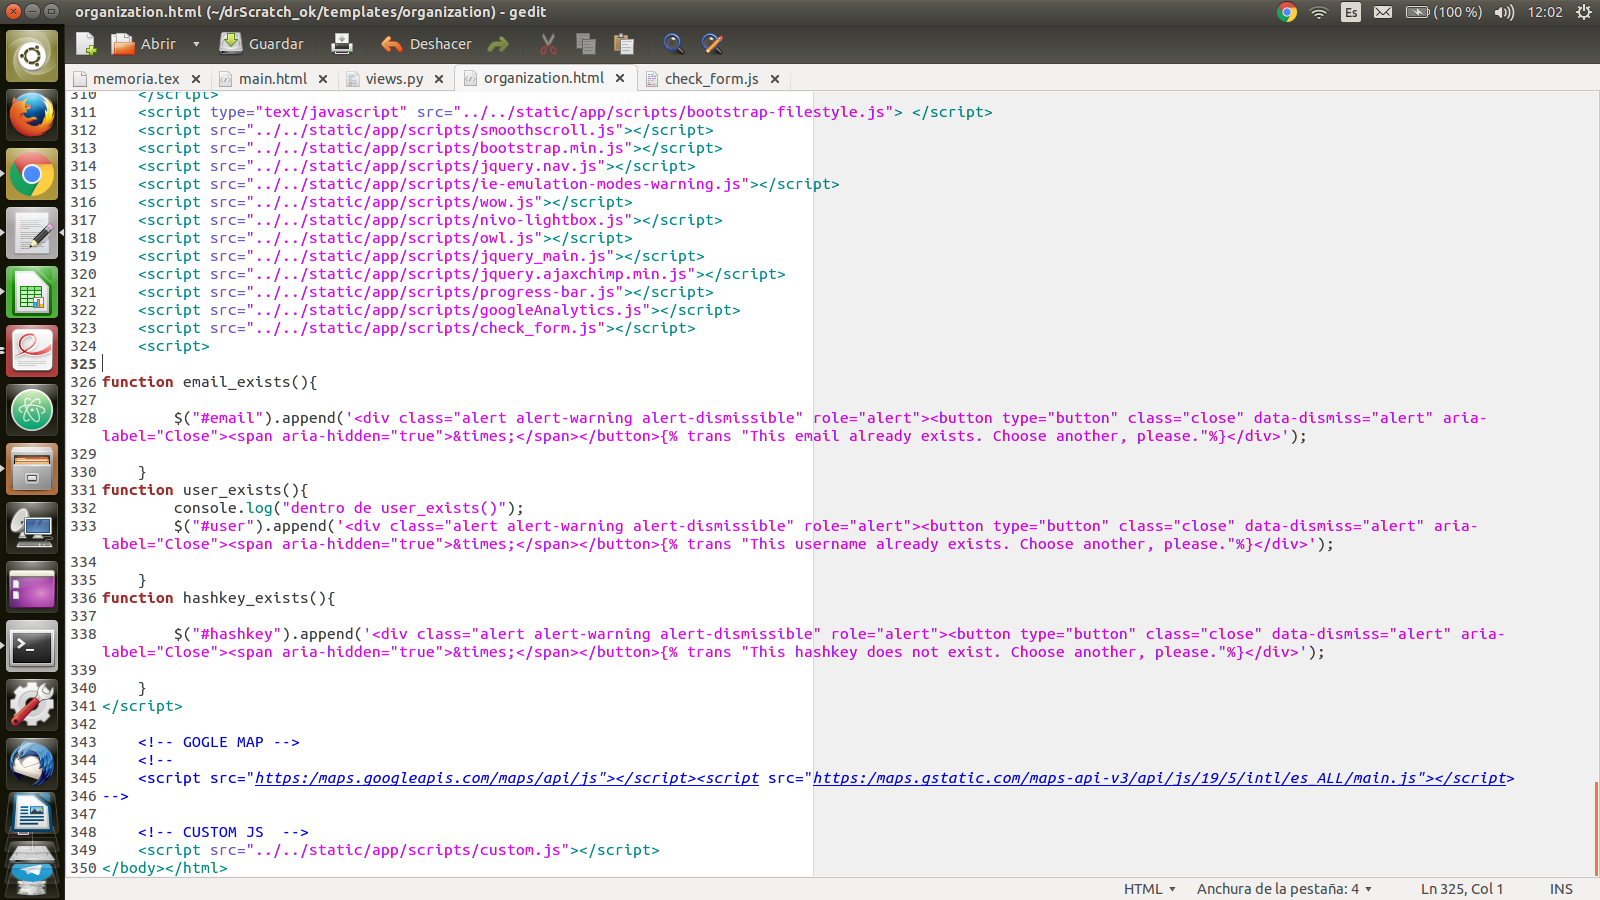 organization.html (~/drScratch_ok/templates/organization) - gedit
Es
(100 %)
12:02
Abrir
Guardar
Deshacer
memoria.tex
main.html
views.py
organization.html
check_form.js
310     </script>
311     <script type="text/javascript" src="../../static/app/scripts/bootstrap-filestyle.js"> </script>
312     <script src="../../static/app/scripts/smoothscroll.js"></script>
313     <script src="../../static/app/scripts/bootstrap.min.js"></script>
314     <script src="../../static/app/scripts/jquery.nav.js"></script>
315     <script src="../../static/app/scripts/ie-emulation-modes-warning.js"></script>
316     <script src="../../static/app/scripts/wow.js"></script>
317     <script src="../../static/app/scripts/nivo-lightbox.js"></script>
318     <script src="../../static/app/scripts/owl.js"></script>
319     <script src="../../static/app/scripts/jquery_main.js"></script>
320     <script src="../../static/app/scripts/jquery.ajaxchimp.min.js"></script>
321     <script src="../../static/app/scripts/progress-bar.js"></script>
322     <script src="../../static/app/scripts/googleAnalytics.js"></script>
323     <script src="../../static/app/scripts/check_form.js"></script>
324     <script>
325
326 function email_exists(){
327
328         $("#email").append('<div class="alert alert-warning alert-dismissible" role="alert"><button type="button" class="close" data-dismiss="alert" aria-
label="Close"><span aria-hidden="true">&times;</span></button>{% trans "This email already exists. Choose another, please."%}</div>');
329
330     }
331 function user_exists(){
332         console.log("dentro de user_exists()");
333         $("#user").append('<div class="alert alert-warning alert-dismissible" role="alert"><button type="button" class="close" data-dismiss="alert" aria-
label="Close"><span aria-hidden="true">&times;</span></button>{% trans "This username already exists. Choose another, please."%}</div>');
334
335     }
336 function hashkey_exists(){
337
338         $("#hashkey").append('<div class="alert alert-warning alert-dismissible" role="alert"><button type="button" class="close" data-dismiss="alert" aria-
label="Close"><span aria-hidden="true">&times;</span></button>{% trans "This hashkey does not exist. Choose another, please."%}</div>');
339
340     }
341 </script>
342
343     <!-- GOGLE MAP -->
344     <!--
345     <script src="https:/maps.googleapis.com/maps/api/js"></script><script src="https:/maps.gstatic.com/maps-api-v3/api/js/19/5/intl/es_ALL/main.js"></script>
346 -->
347
348     <!-- CUSTOM JS  -->
349     <script src="../../static/app/scripts/custom.js"></script>
350 </body></html>
HTML
Anchura de la pestaña: 4
Ln 325, Col 1
INS